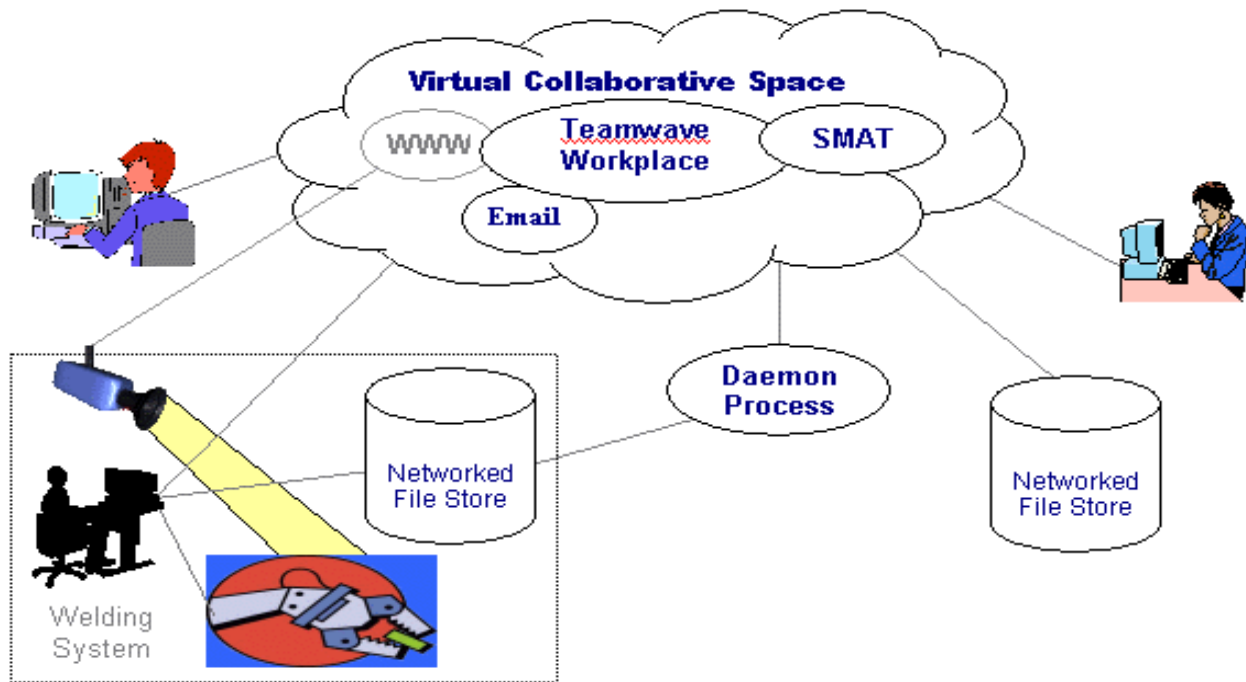 Virtual Collaborative Space
WWW
Teamwave
Workplace
SMAT
Email
Daemon
Process
Networked
File Store
Networked
File Store
Welding
System